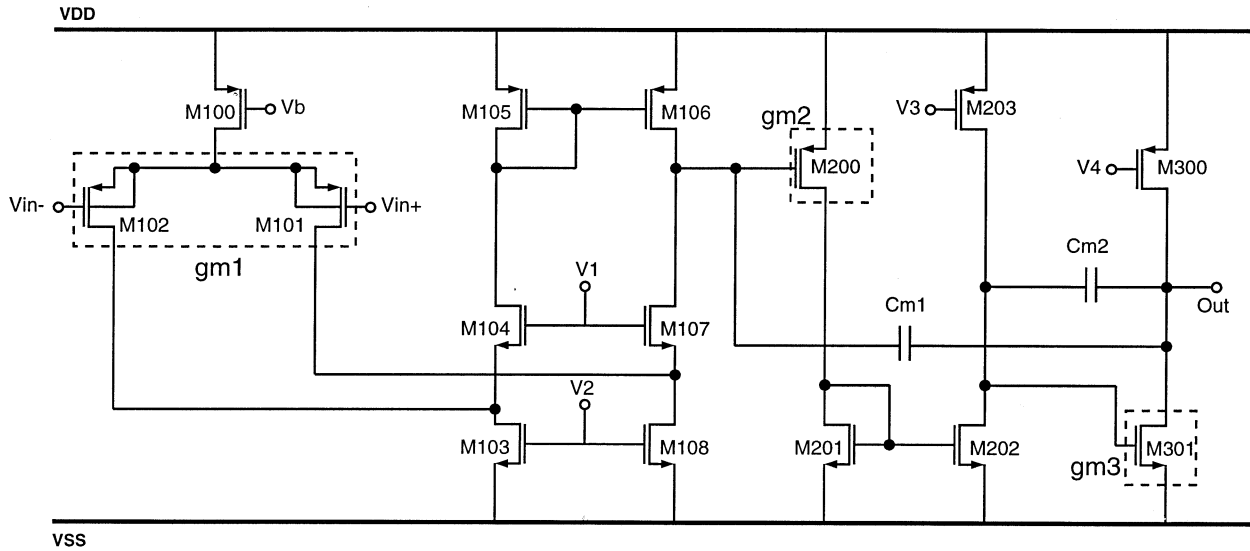 VDD
M100
Vb
M105
M106
gm2
M200
V3
M203
V4
M300
Vin-
M102
M101
Vin+
gm1
V1
M104
M107
Cm1
Cm2
Out
V2
M103
M108
M201
M202
gm3
M301
VSS